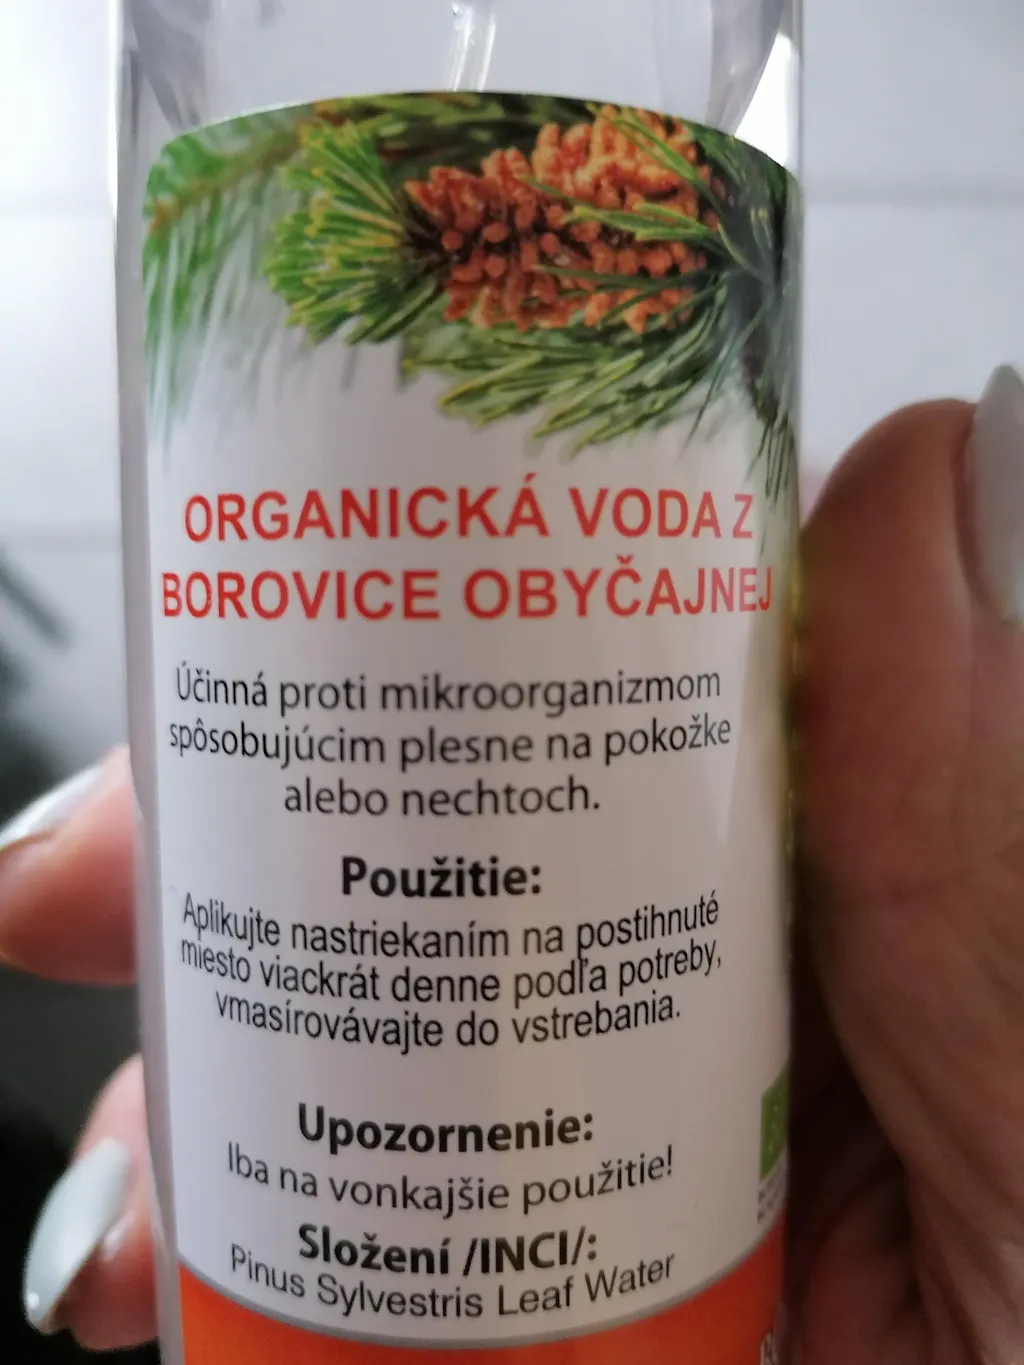 ORGANICKÁ VODA Z
BOROVICE OBYČAJNEJ
Účinná proti mikroorganizmom
spôsobujúcim plesne na pokožke
alebo nechtoch.
Použitie:
Aplikujte nastriekaním na postihnuté
miesto viackrát denne podľa potreby,
vmasírovávajte do vstrebania.
Upozornenie:
Iba na vonkajšie použitie!
Složení /INCI/:
Pinus Sylvestris Leaf Water